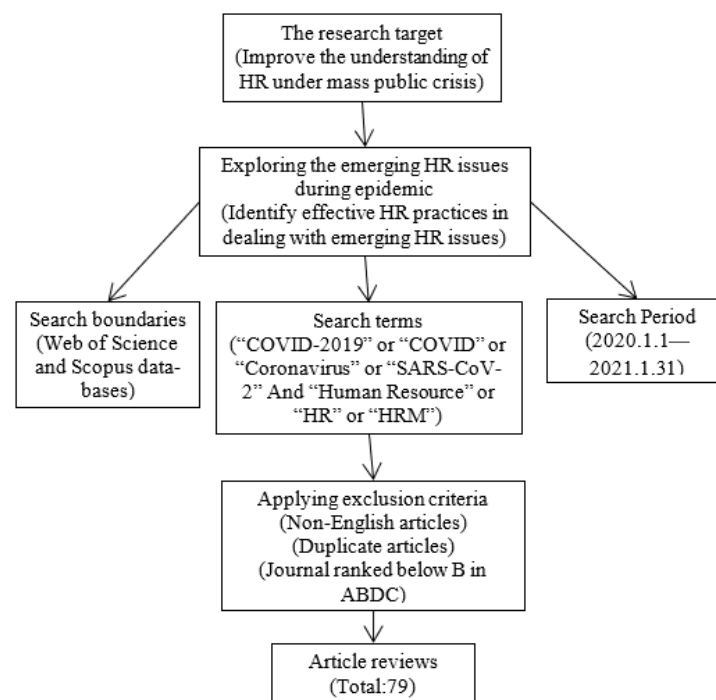 The research target
(Improve the understanding of
HR under mass public crisis)
Exploring the emerging HR issues
during epidemic
(Identify effective HR practices in
dealing with emerging HR issues)
Search boundaries
(Web of Science
and Scopus data-
bases)
Search terms
(“COVID-2019” or “COVID” or
“Coronavirus” or “SARS-CoV-
2” And “Human Resource” or
“HR” or “HRM”)
Search Period
(2020.1.1—
2021.1.31)
Applying exclusion criteria
(Non-English articles)
(Duplicate articles)
(Journal ranked below B in
ABDC)
Article reviews
(Total:79)